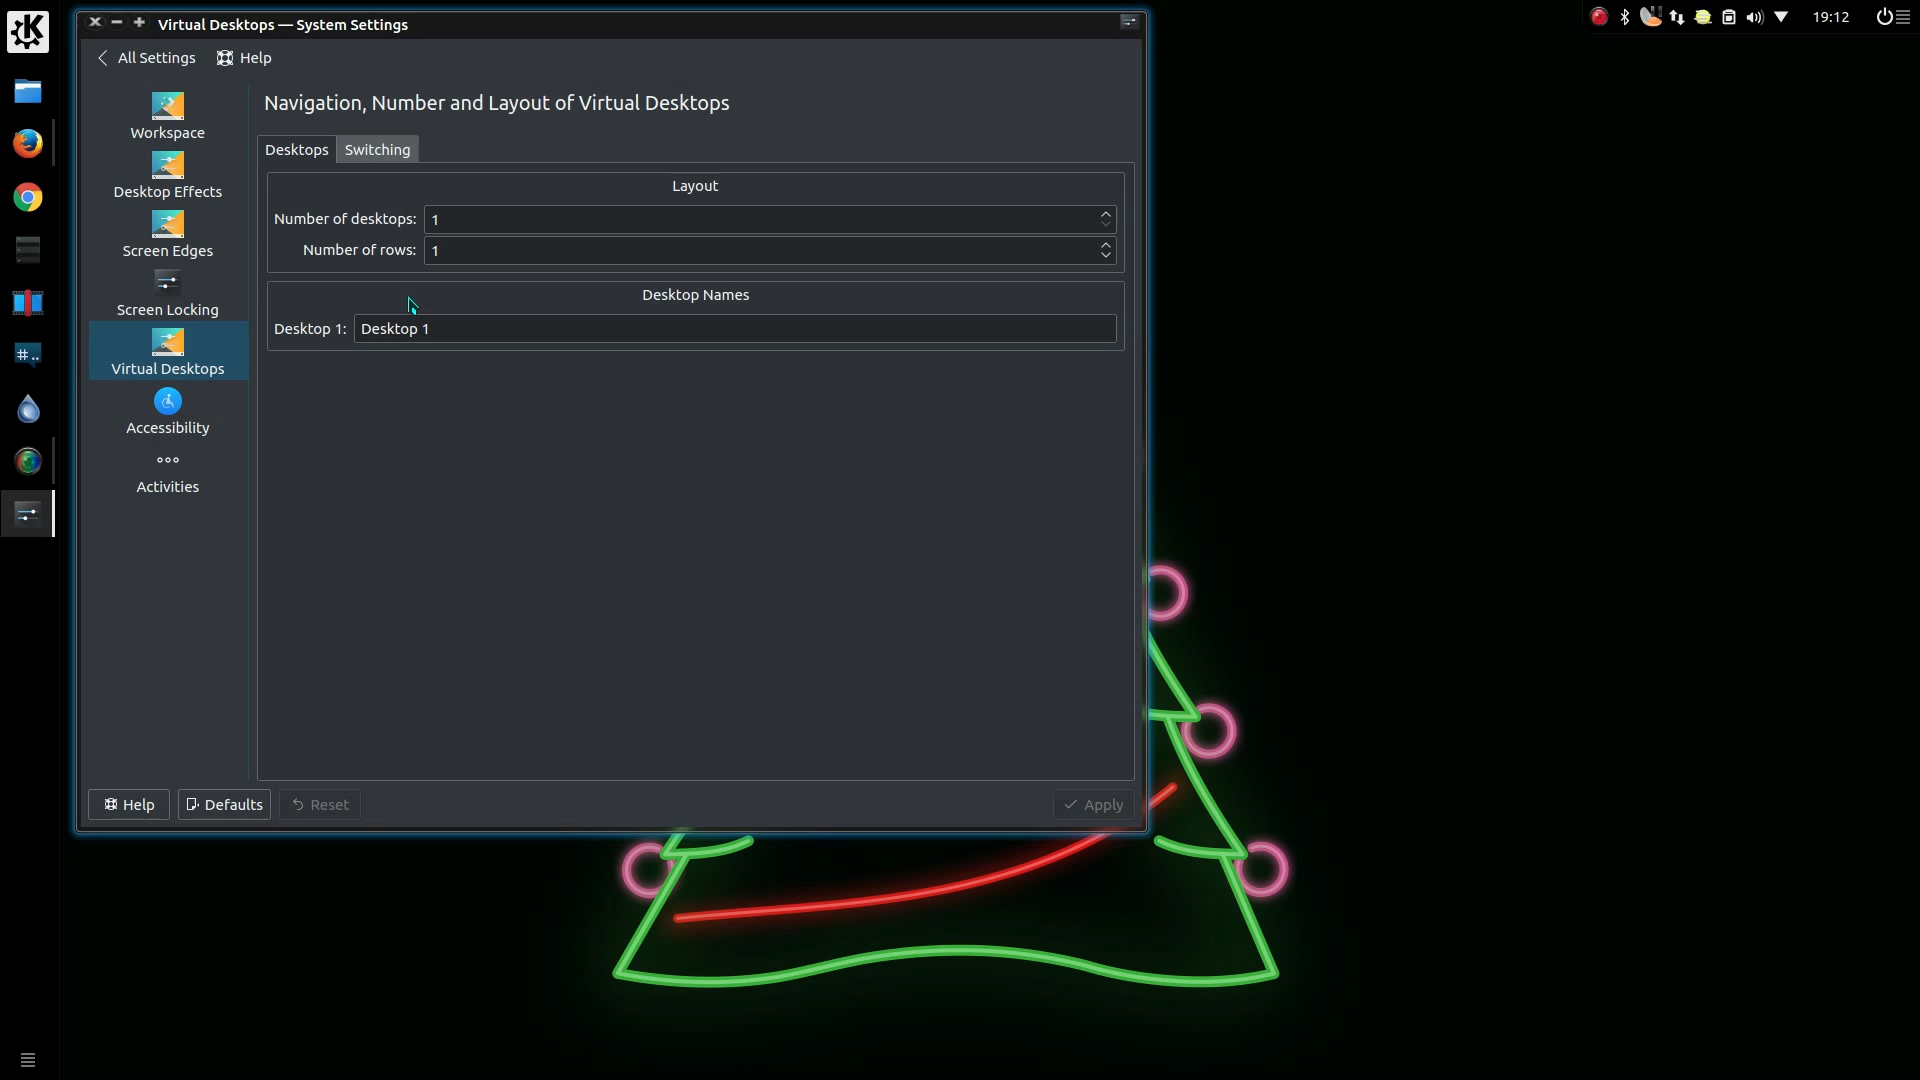 Virtual Desktops — System Settings
19:12
All Settings
Help
Workspace
Desktop Effects
Screen Edges
Screen Locking
Virtual Desktops
Accessibility
Activities
Navigation, Number and Layout of Virtual Desktops
Desktops
Switching
Layout
Number of desktops: 1
Number of rows: 1
Desktop Names
Desktop 1: Desktop 1
Help
Defaults
Reset
Apply
# ..